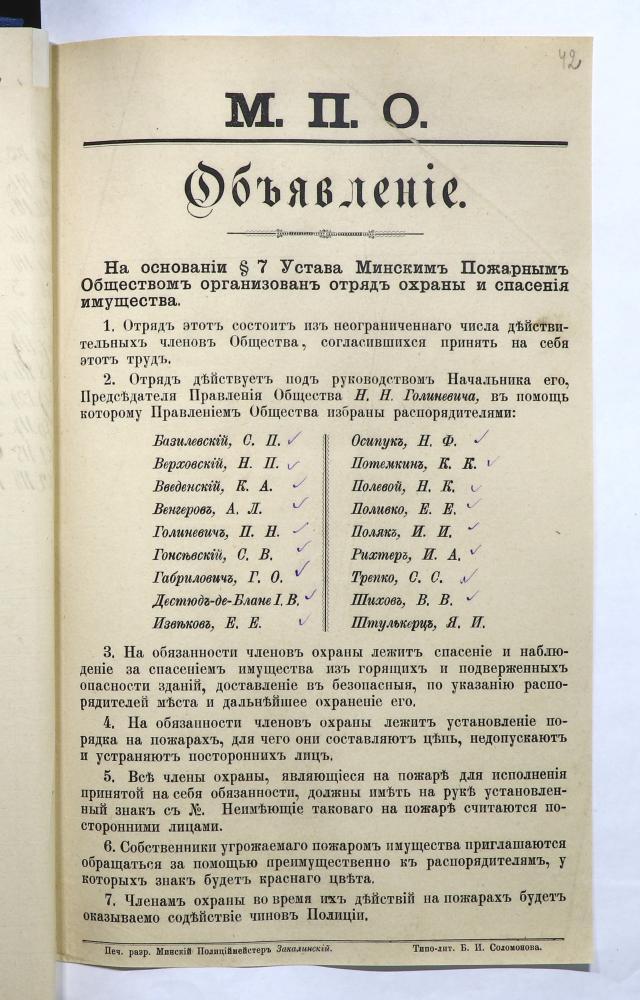 42
М. П. О.
Объявленіе.
На основаніи § 7 Устава Минскимъ Пожарнымъ
Обществомъ организованъ отрядъ охраны и спасенія
имущества.
1. Отрядъ этотъ состоитъ изъ неограниченнаго числа дѣйстви-
тельныхъ членовъ Общества, согласившихся принять на себя
этотъ трудъ.
2. Отрядъ дѣйствуетъ подъ руководствомъ Начальника его,
Предсѣдателя Правленія Общества Н. Н. Голиневича, въ помощь
которому Правленіемъ Общества избраны распорядителями:
Базилевскій, С. П.
Верховскій, Н. П.
Введенскій, К. А.
Венгеровъ, А. Л.
Голиневичъ, П. Н.
Гонсѣвскій, С. В.
Габриловичъ, Г. О.
Дестюдъ-де-Блане І. В.
Извѣковъ, Е. Е.
Осипукъ, Н. Ф.
Потемкинъ, К. К.
Полевой, Н. К.
Поливко, Е. Е.
Полякъ, И. И.
Рихтеръ, И. А.
Трепко, С. С.
Шиховъ, В. В.
Штулькерцъ, Я. И.
3. На обязанности членовъ охраны лежитъ спасеніе и наблю-
деніе за спасеніемъ имущества изъ горящихъ и подверженныхъ
опасности зданій, доставленіе въ безопасныя, по указанію распо-
рядителей мѣста и дальнѣйшее охраненіе его.
4. На обязанности членовъ охраны лежитъ установленіе по-
рядка на пожарахъ, для чего они составляютъ цѣпь, недопускаютъ
и устраняютъ постороннихъ лицъ.
5. Всѣ члены охраны, являющіеся на пожарѣ для исполненія
принятой на себя обязанности, должны имѣть на рукѣ установлен-
ный знакъ съ №. Неимѣющіе таковаго на пожарѣ считаются по-
сторонними лицами.
6. Собственники угрожаемаго пожаромъ имущества приглашаются
обращаться за помощью преимущественно къ распорядителямъ, у
которыхъ знакъ будетъ краснаго цвѣта.
7. Членамъ охраны во время ихъ дѣйствій на пожарахъ будетъ
оказываемо содѣйствіе чиновъ Полиціи.
Печ. разр. Минскій Полиціймейстеръ Закалинскій.
Типо-лит. Б. И. Соломонова.